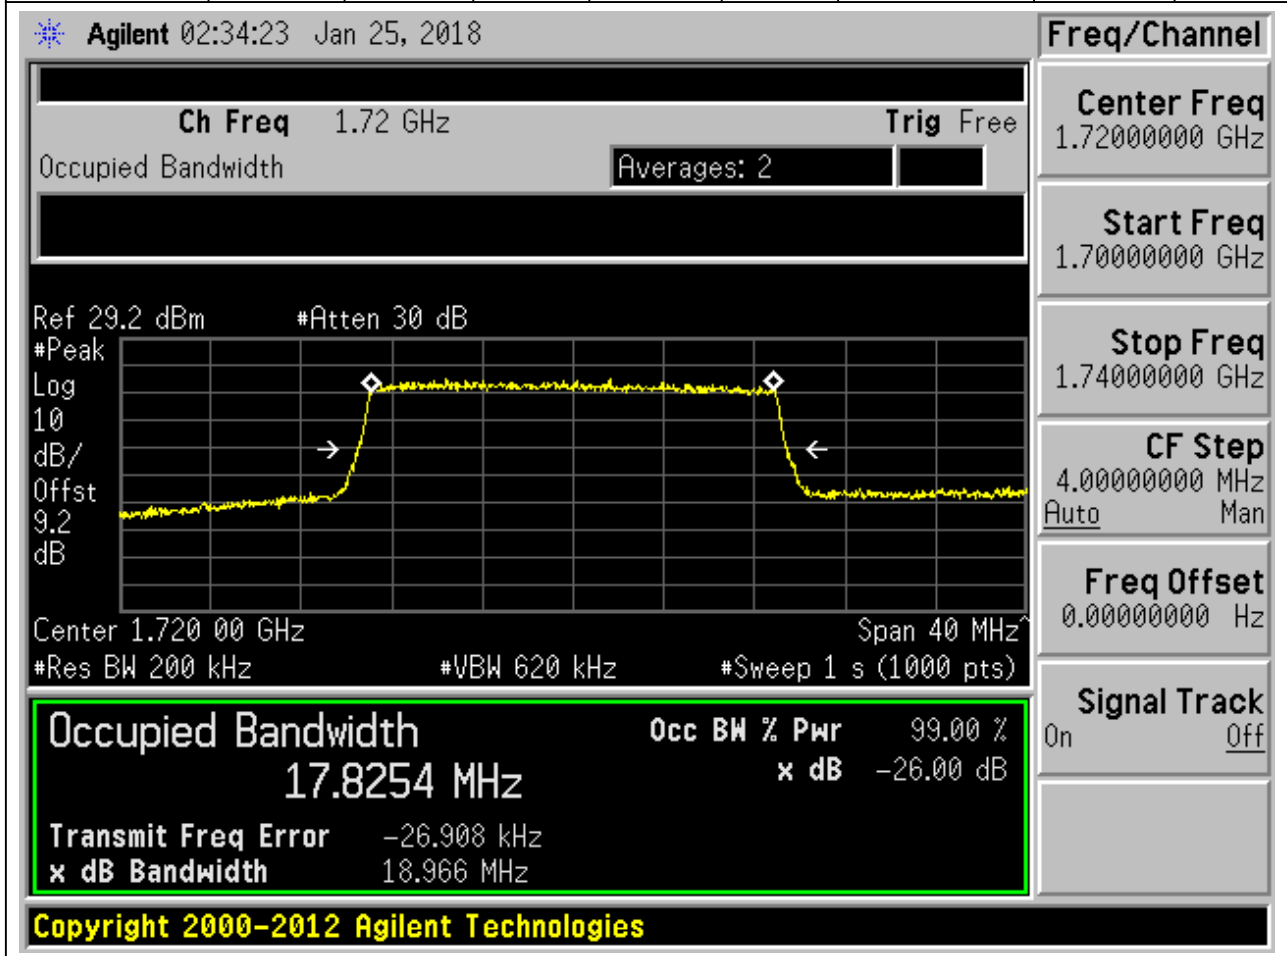 Agilent 02:34:23 Jan 25, 2018
Freq/Channel
Ch Freq 1.72 GHz Trig Free
Occupied Bandwidth Averages: 2
Center Freq
1.72000000 GHz
Start Freq
1.70000000 GHz
Stop Freq
1.74000000 GHz
CF Step
4.00000000 MHz
Auto Man
Freq Offset
0.00000000 Hz
Signal Track
On Off
Ref 29.2 dBm #Atten 30 dB
#Peak
Log
10
dB/
Offst
9.2
dB
Center 1.720 00 GHz Span 40 MHz^
#Res BW 200 kHz #VBW 620 kHz #Sweep 1 s (1000 pts)
Occupied Bandwidth Occ BW % Pwr 99.00 %
17.8254 MHz x dB -26.00 dB
Transmit Freq Error -26.908 kHz
x dB Bandwidth 18.966 MHz
Copyright 2000-2012 Agilent Technologies